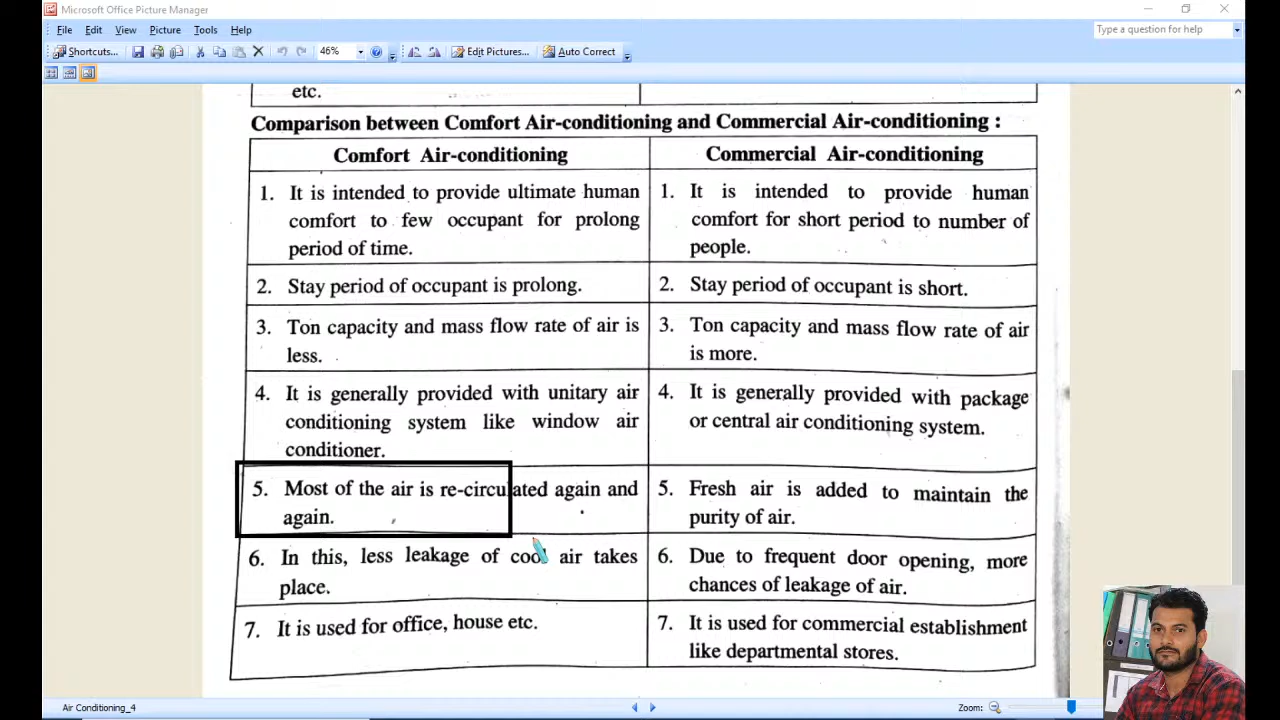 Microsoft Office Picture Manager
File Edit View Picture Tools Help
Type a question for help
Shortcuts...
46%
Edit Pictures...
Auto Correct
etc.
Comparison between Comfort Air-conditioning and Commercial Air-conditioning :
Comfort Air-conditioning
Commercial Air-conditioning
1. It is intended to provide ultimate human
comfort to few occupant for prolong
period of time.
1. It is intended to provide human
comfort for short period to number of
people.
2. Stay period of occupant is prolong.
2. Stay period of occupant is short.
3. Ton capacity and mass flow rate of air is
less.
3. Ton capacity and mass flow rate of air
is more.
4. It is generally provided with unitary air
conditioning system like window air
conditioner.
4. It is generally provided with package
or central air conditioning system.
5. Most of the air is re-circulated again and
again.
5. Fresh air is added to maintain the
purity of air.
6. In this, less leakage of cool air takes
place.
6. Due to frequent door opening, more
chances of leakage of air.
7. It is used for office, house etc.
7. It is used for commercial establishment
like departmental stores.
Air Conditioning_4
Zoom: